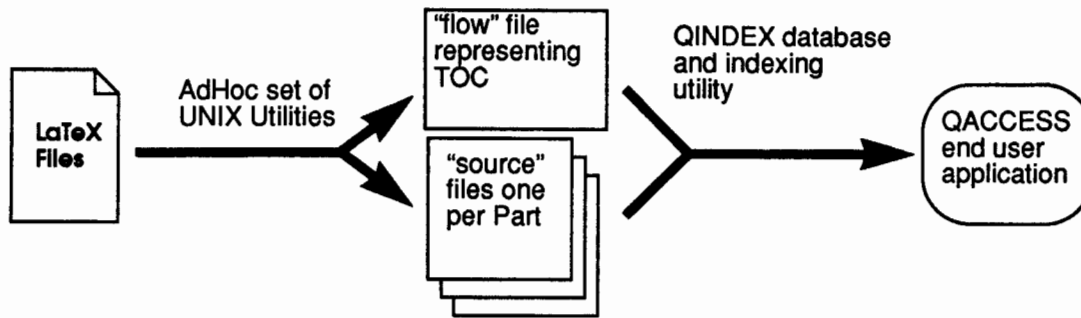 LaTeX
Files
AdHoc set of
UNIX Utilities
“flow” file
representing
TOC
“source”
files one
per Part
QINDEX database
and indexing
utility
QACCESS
end user
application